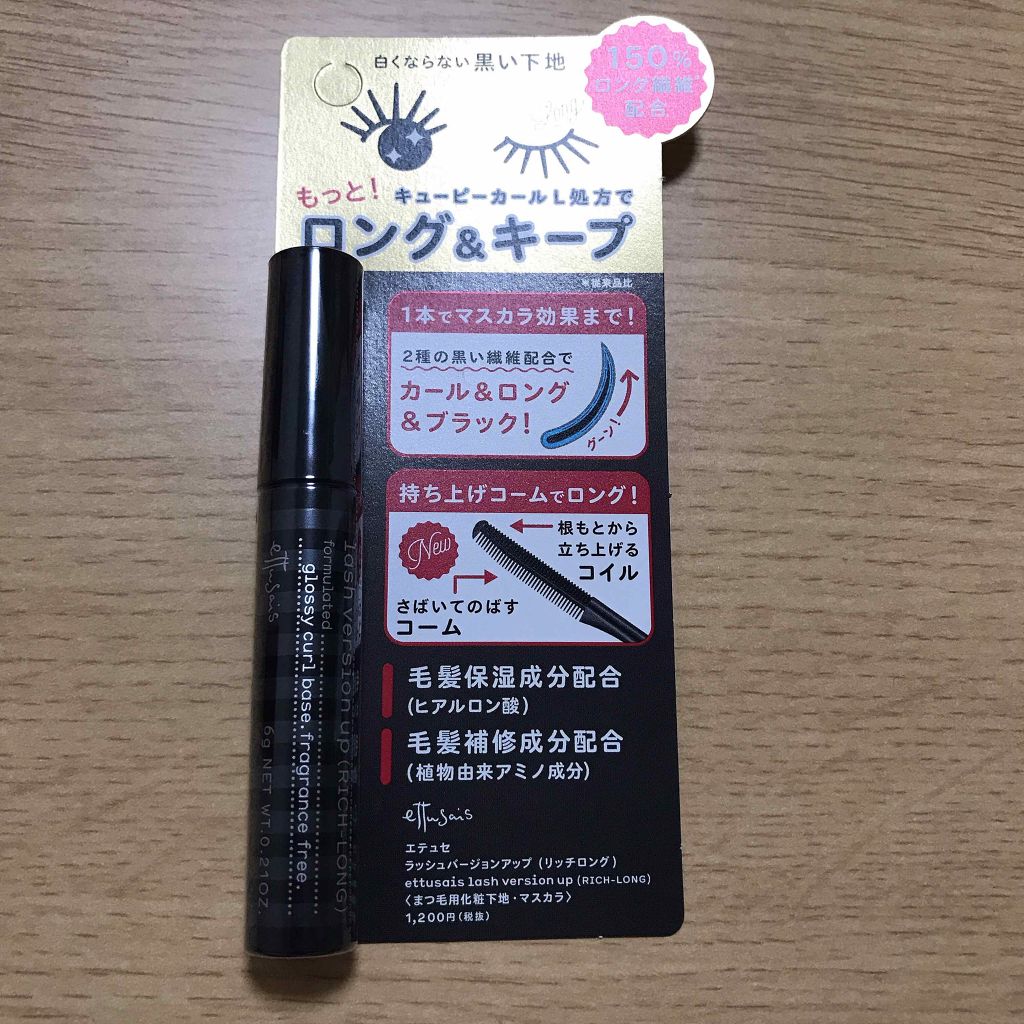 白くならない黒い下地
150%
ロング繊維*
配合
Long!
もっと! キューピーカールL処方で
ロング&キープ
*従来品比
1本でマスカラ効果まで!
2種の黒い繊維配合で
カール&ロング
&ブラック!
グーン!
持ち上げコームでロング!
New
根もとから
立ち上げる
コイル
さばいてのばす
コーム
毛髪保湿成分配合
(ヒアルロン酸)
毛髪補修成分配合
(植物由来アミノ成分)
ettusais
エテュセ
ラッシュバージョンアップ (リッチロング)
ettusais lash version up (RICH-LONG)
〈まつ毛用化粧下地・マスカラ〉
1,200円(税抜)
lash version up (RICH-LONG)
formulated
glossy curl base. fragrance free.
ettusais
6g NET WT. 0.21OZ.